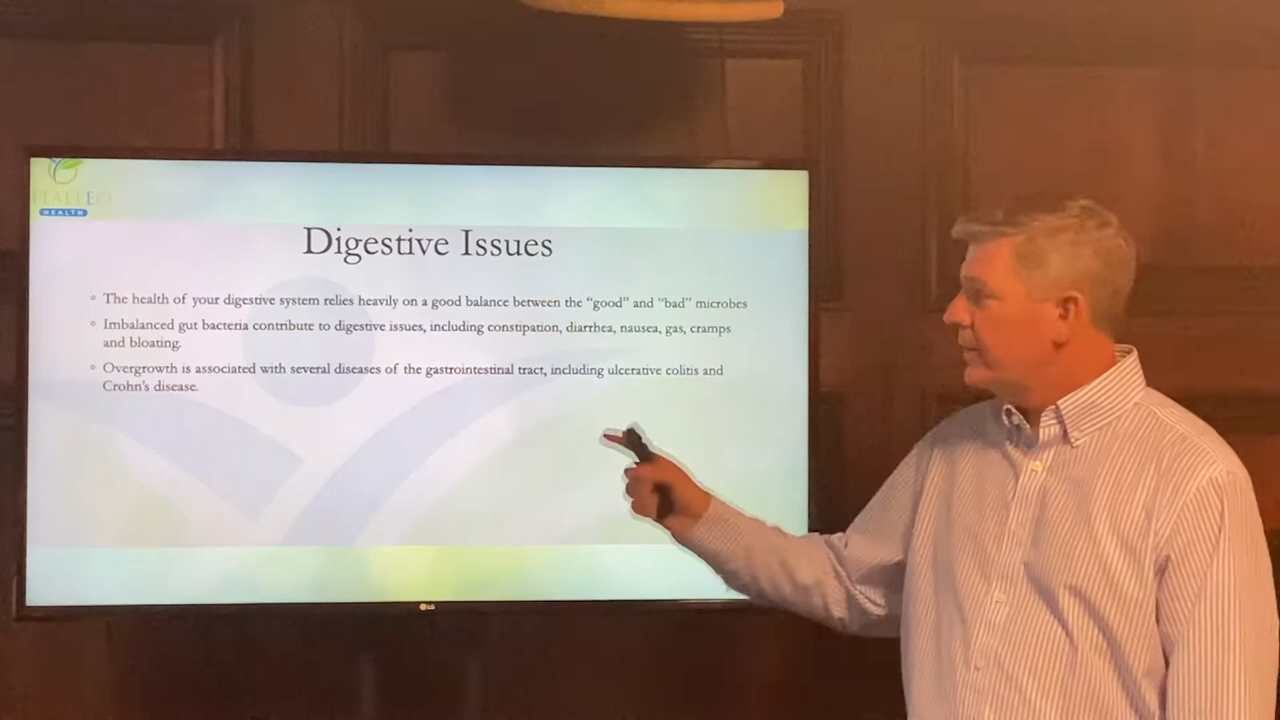 HEALTH
Digestive Issues
The health of your digestive system relies heavily on a good balance between the “good” and “bad” microbes
Imbalanced gut bacteria contribute to digestive issues, including constipation, diarrhea, nausea, gas, cramps
and bloating.
Overgrowth is associated with several diseases of the gastrointestinal tract, including ulcerative colitis and
Crohn’s disease.
LG